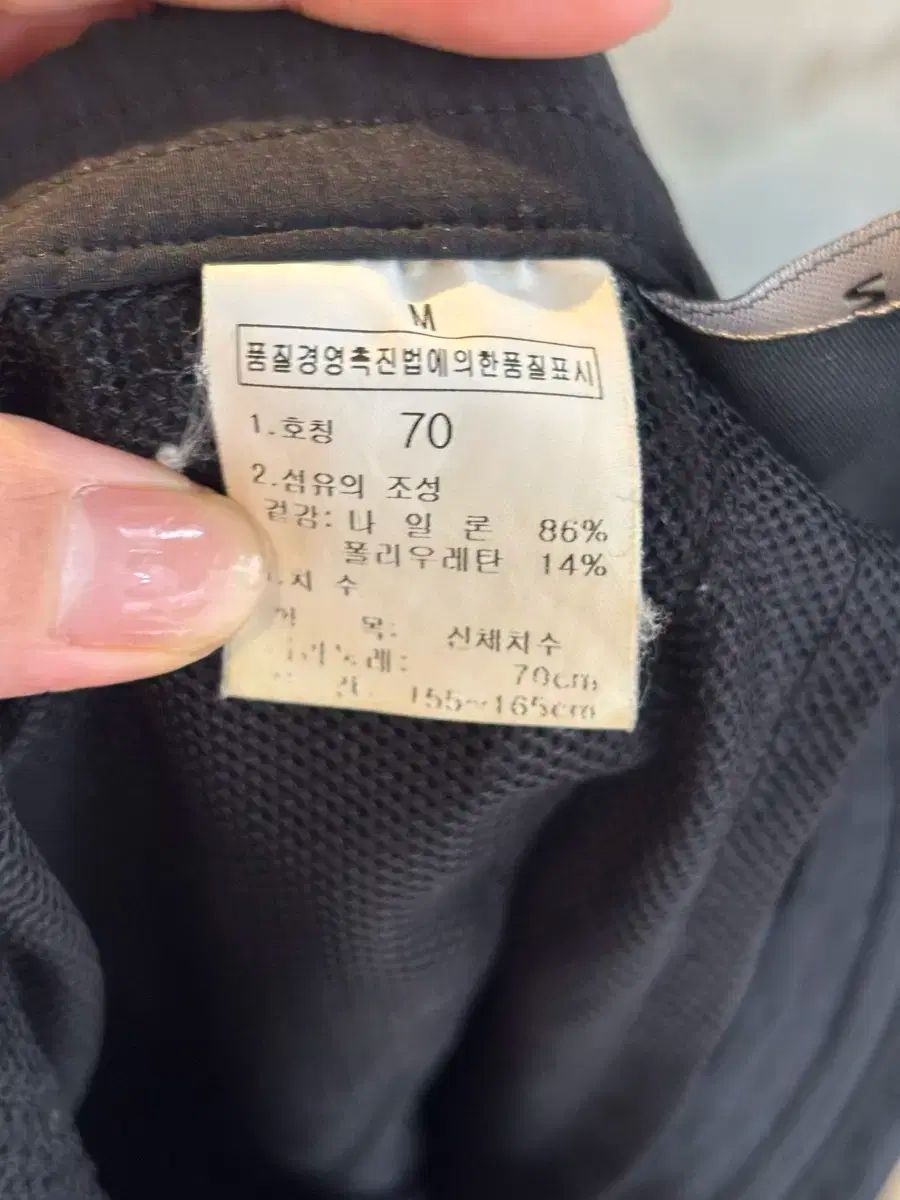 M
품질경영촉진법에의한품질표시
1.호칭 70
2.섬유의 조성
겉감: 나 일 론 86%
폴리우레탄 14%
치 수
목: 신체치수
70cm
155~165cm
S